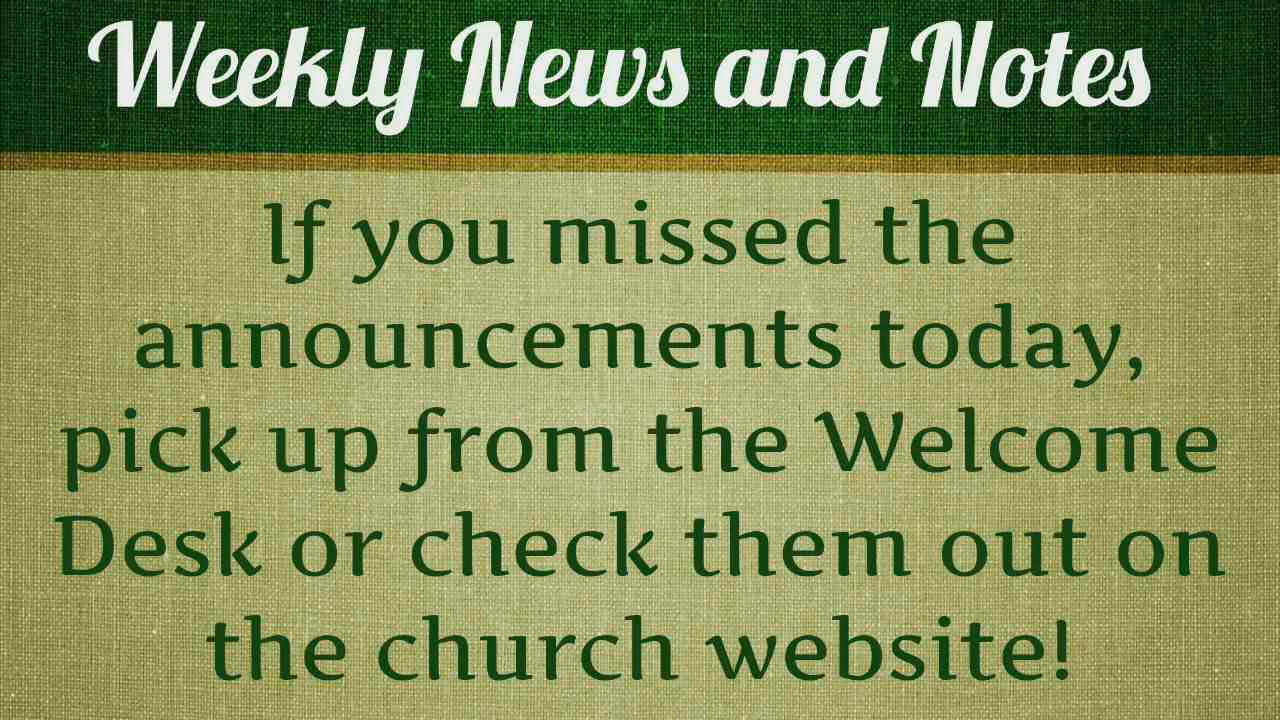 Weekly News and Notes
If you missed the
announcements today,
pick up from the Welcome
Desk or check them out on
the church website!